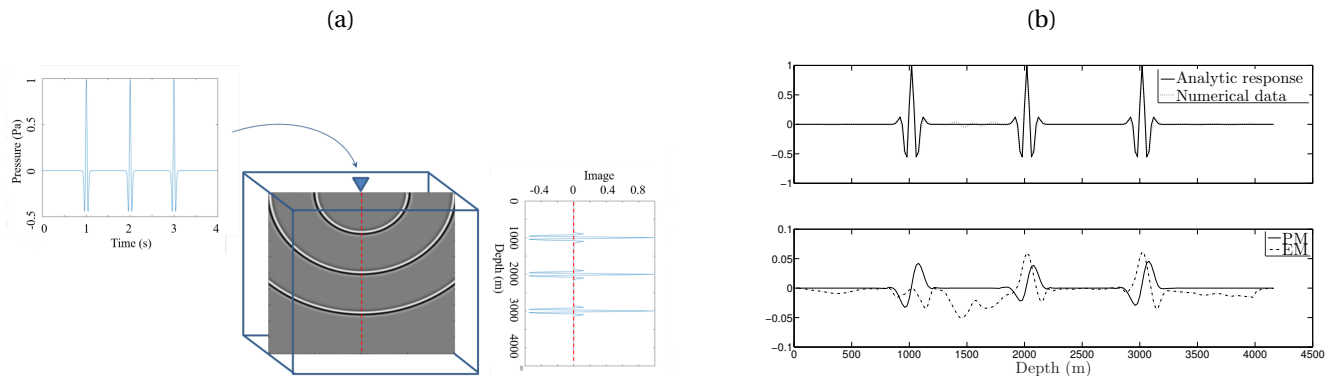 (a)
(b)
1
0.5
0
-0.5
Pressure (Pa)
0 1 2 3 4
Time (s)
Image
-0.4 0 0.4 0.8
0
1000
2000
3000
4000
Depth (m)
1
0.5
0
−0.5
−1
Analytic response
Numerical data
0.1
0.05
0
−0.05
−0.1
PM
EM
0 500 1000 1500 2000 2500 3000 3500 4000 4500
Depth (m)